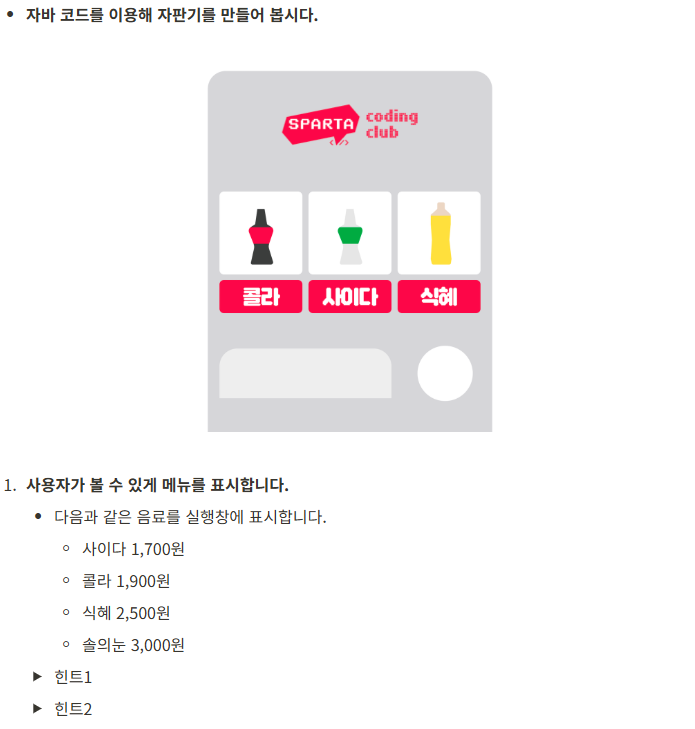 자바 코드를 이용해 자판기를 만들어 봅시다.
SPARTA coding club
</>
콜라 사이다 식혜
1. 사용자가 볼 수 있게 메뉴를 표시합니다.
다음과 같은 음료를 실행창에 표시합니다.
사이다 1,700원
콜라 1,900원
식혜 2,500원
솔의눈 3,000원
힌트1
힌트2